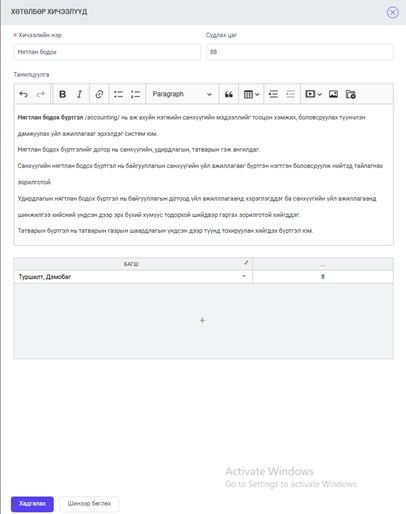 ХӨТӨЛБӨР ХИЧЭЭЛҮҮД
* Хичээлийн нэр
Судлах цаг
Нягтлан бодох
88
Танилцуулга
B I Paragraph
Нягтлан бодох бүртгэл /accounting/ нь аж ахуйн нэгжийн санхүүгийн мэдээллийг тооцон хэмжих, боловсруулах түүнчлэн
дамжуулах үйл ажиллагааг эрхэлдэг систем юм.
Нягтлан бодох бүртгэлийг дотор нь санхүүгийн, удирдлагын, татварын гэж ангилдаг.
Санхүүгийн нягтлан бодох бүртгэл нь байгууллагын санхүүгийн үйл ажиллагааг бүртгэн нэгтгэн боловсруулж нийтэд тайлагнах
зорилготой.
Удирдлагын нягтлан бодох бүртгэл нь байгууллагын дотоод үйл ажилллагаанд хэрэглэгддэг ба санхүүгийн үйл ажиллагаанд
шинжилгээ хийсний үндсэн дээр эрх бүхий хүмүүс тодорхой шийдвэр гаргах зорилготой хийгддэг.
Татварын бүртгэл нь татварын газрын шаардлагын үндсэн дээр түүнд тохируулан хийгдэх бүртгэл юм.
БАГШ ...
Туршилт, Дэмобаг 8
+
Activate Windows
Go to Settings to activate Windows.
Хадгалах
Шинээр бөглөх